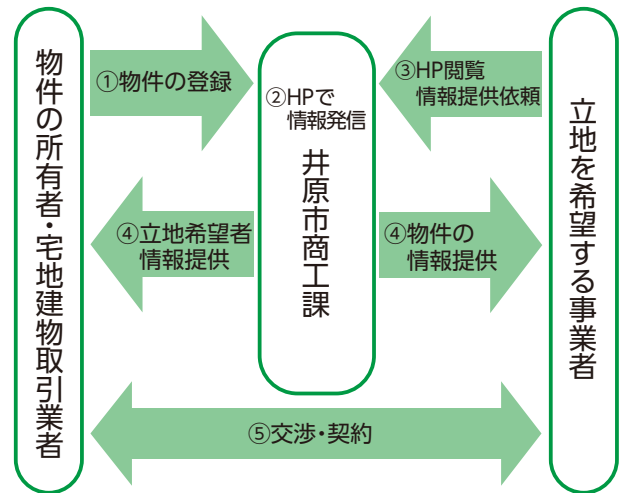 物件の所有者・宅地建物取引業者
①物件の登録
②HPで
情報発信
井原市商工課
③HP閲覧
情報提供依頼
④立地希望者
情報提供
④物件の
情報提供
立地を希望する事業者
⑤交渉・契約